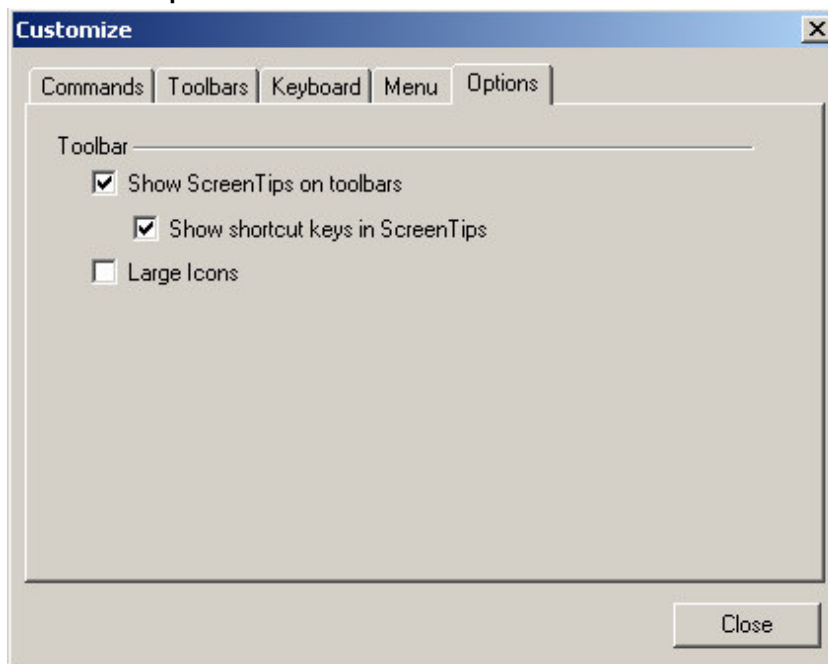 Customize
Commands Toolbars Keyboard Menu Options
Toolbar
Show ScreenTips on toolbars
Show shortcut keys in ScreenTips
Large Icons
Close